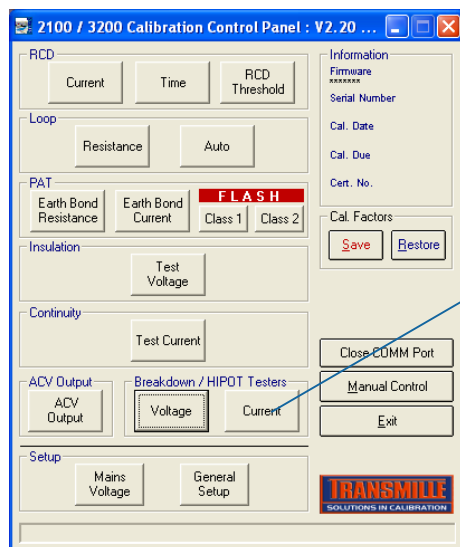 2100 / 3200 Calibration Control Panel : V2.20 ...
RCD
Current
Time
RCD
Threshold
Loop
Resistance
Auto
PAT
Earth Bond
Resistance
Earth Bond
Current
FLASH
Class 1
Class 2
Insulation
Test
Voltage
Continuity
Test Current
ACV Output
ACV
Output
Breakdown / HIPOT Testers
Voltage
Current
Setup
Mains
Voltage
General
Setup
Information
Firmware
*******
Serial Number
Cal. Date
Cal. Due
Cert. No.
Cal. Factors
Save
Restore
Close COMM Port
Manual Control
Exit
TRANSMILLE
SOLUTIONS IN CALIBRATION